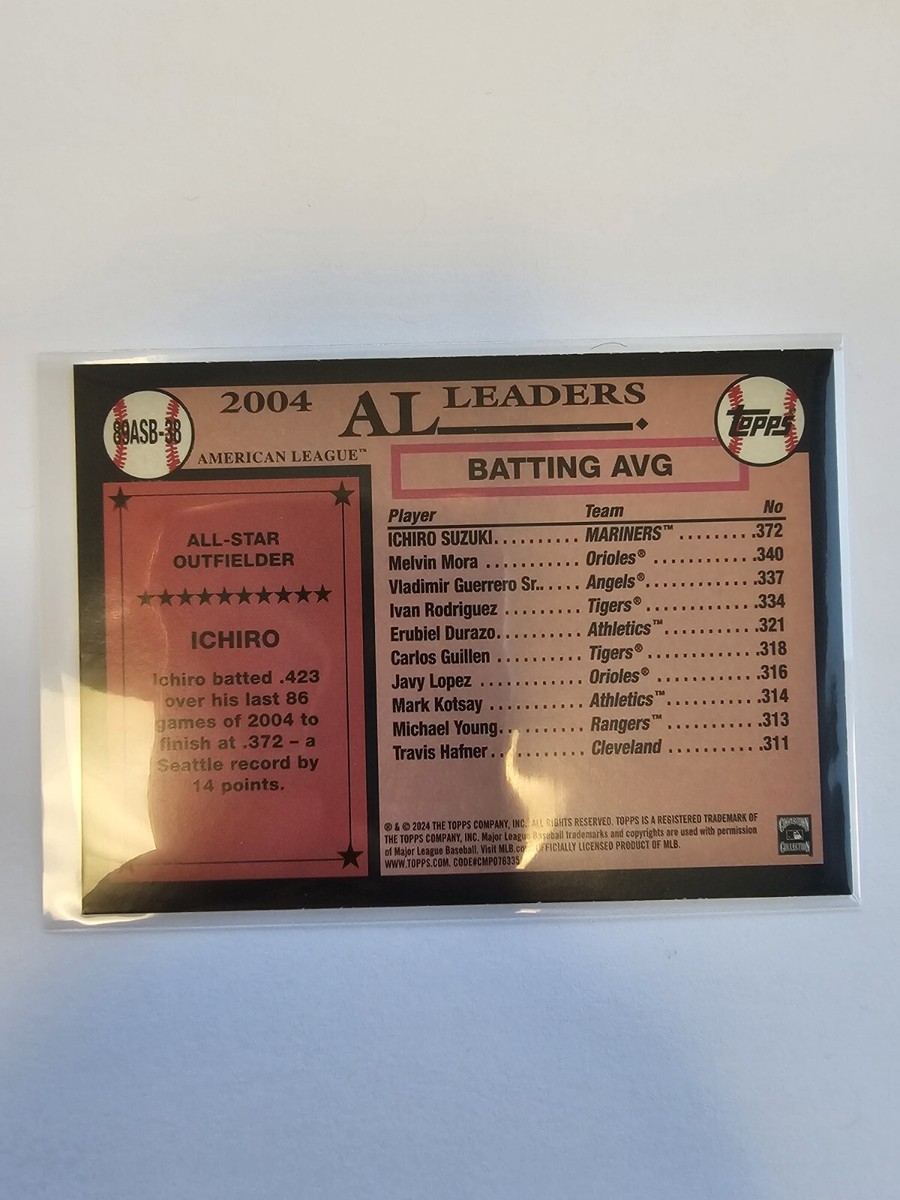 89ASB-38
2004 AL LEADERS
Topps
AMERICAN LEAGUE™
BATTING AVG
ALL-STAR
OUTFIELDER
ICHIRO
Ichiro batted .423
over his last 86
games of 2004 to
finish at .372 – a
Seattle record by
14 points.
Player Team No
ICHIRO SUZUKI.......... MARINERS™ .........372
Melvin Mora ........... Orioles® ............340
Vladimir Guerrero Sr...... Angels®............337
Ivan Rodriguez ......... Tigers® ............334
Erubiel Durazo.......... Athletics™..........321
Carlos Guillen .......... Tigers® ............318
Javy Lopez ............ Orioles® ............316
Mark Kotsay ........... Athletics™..........314
Michael Young.......... Rangers™ ..........313
Travis Hafner........... Cleveland ..........311
® & © 2024 THE TOPPS COMPANY, INC. ALL RIGHTS RESERVED. TOPPS IS A REGISTERED TRADEMARK OF
THE TOPPS COMPANY, INC. Major League Baseball trademarks and copyrights are used with permission
of Major League Baseball. Visit MLB.com OFFICIALLY LICENSED PRODUCT OF MLB.
WWW.TOPPS.COM. CODE#CMP076335
COOPERSTOWN
COLLECTION